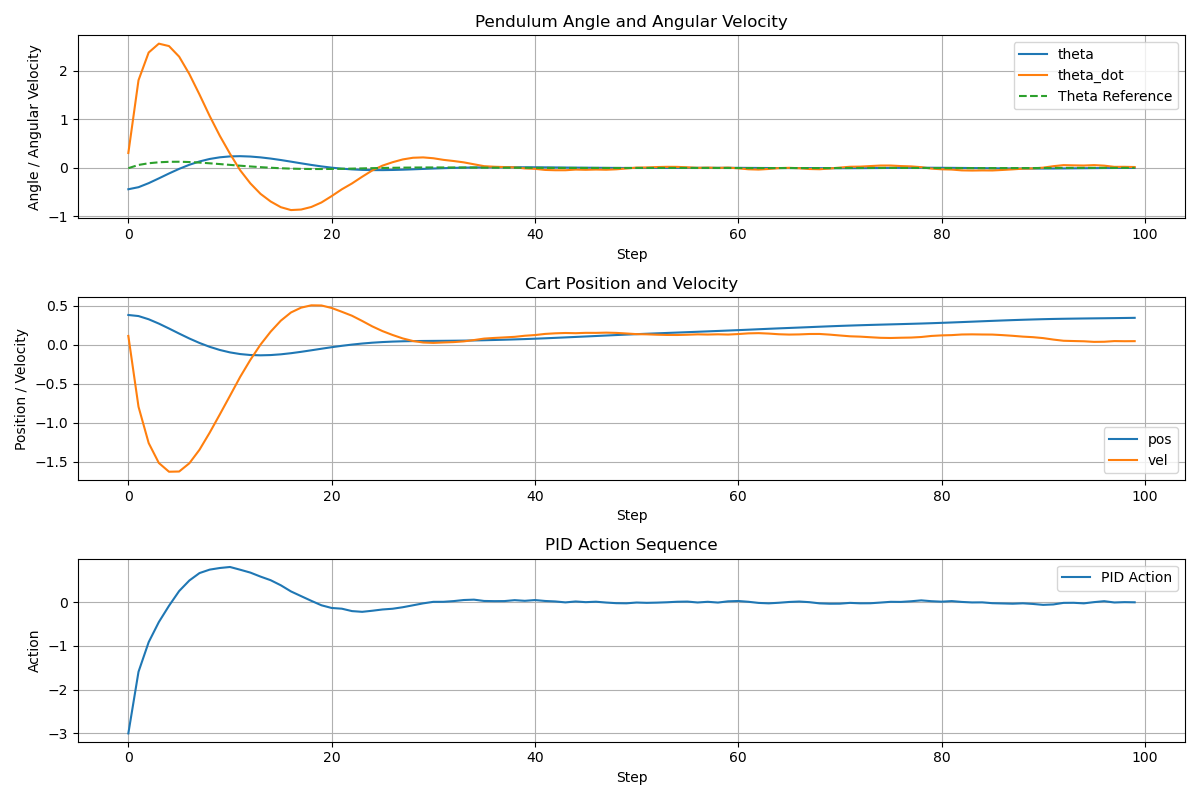 Pendulum Angle and Angular Velocity
Angle / Angular Velocity
2
1
0
−1
theta
theta_dot
Theta Reference
0 20 40 60 80 100
Step
Cart Position and Velocity
Position / Velocity
0.5
0.0
−0.5
−1.0
−1.5
pos
vel
0 20 40 60 80 100
Step
PID Action Sequence
Action
0
−1
−2
−3
PID Action
0 20 40 60 80 100
Step